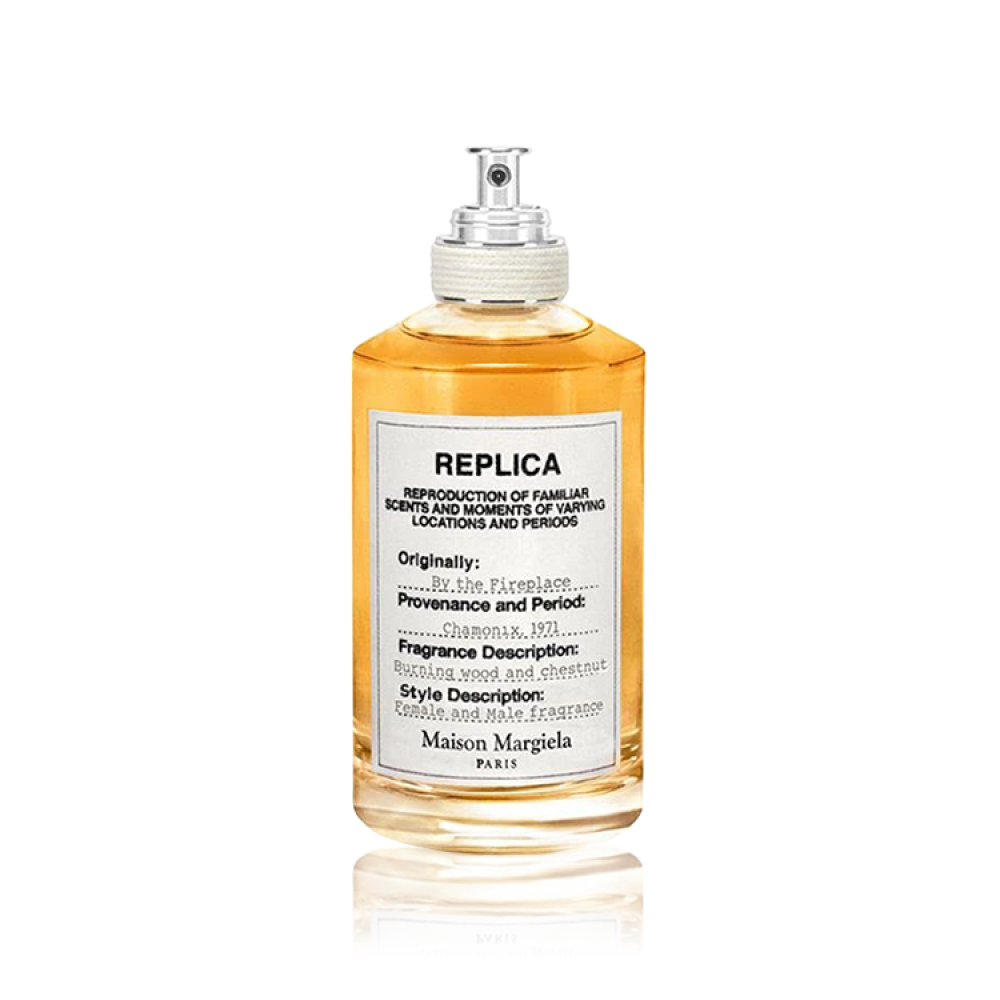 REPLICA
REPRODUCTION OF FAMILIAR
SCENTS AND MOMENTS OF VARYING
LOCATIONS AND PERIODS
Originally:
By the Fireplace
Provenance and Period:
Chamonix, 1971
Fragrance Description:
Burning wood and chestnut
Style Description:
Female and Male fragrance
Maison Margiela
PARIS